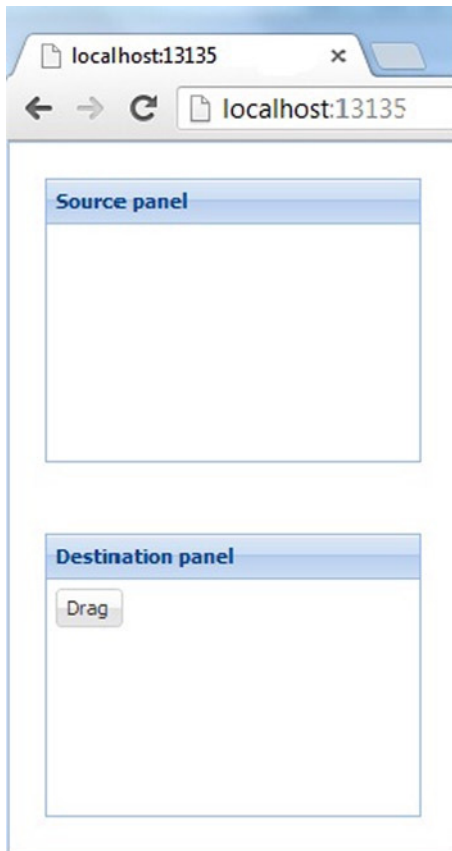 localhost:13135
localhost:13135
Source panel
Destination panel
Drag